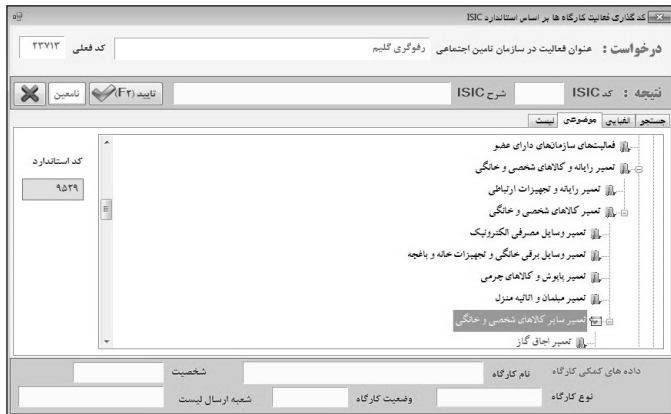 کد گذاری فعالیت کارگاه ها بر اساس استاندارد ISIC
درخواست : عنوان فعالیت در سازمان تامین اجتماعی رفوگری گلیم کد فعلی ۲۳۷۱۳
نتیجه : کد ISIC شرح ISIC تایید (F۲) نامعین
جستجو الفبایی موضوعی لیست
فعالیتهای سازمانهای دارای عضو
تعمیر رایانه و کالاهای شخصی و خانگی
تعمیر رایانه و تجهیزات ارتباطی
تعمیر کالاهای شخصی و خانگی
تعمیر وسایل مصرفی الکترونیک
تعمیر وسایل برقی خانگی و تجهیزات خانه و باغچه
تعمیر پاپوش و کالاهای چرمی
تعمیر مبلمان و اثاثیه منزل
تعمیر سایر کالاهای شخصی و خانگی
تعمیر اجاق گاز
کد استاندارد
۹۵۲۹
داده های کمکی کارگاه نام کارگاه شخصیت
نوع کارگاه وضعیت کارگاه شعبه ارسال لیست